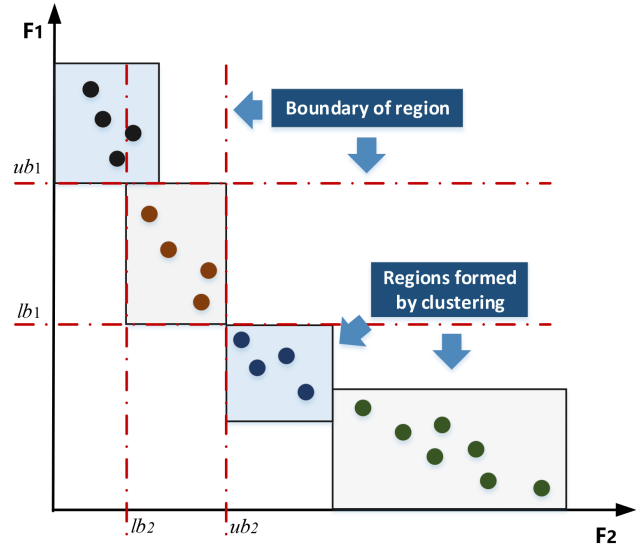 F1
Boundary of region
ub1
Regions formed
by clustering
lb1
lb2
ub2
F2